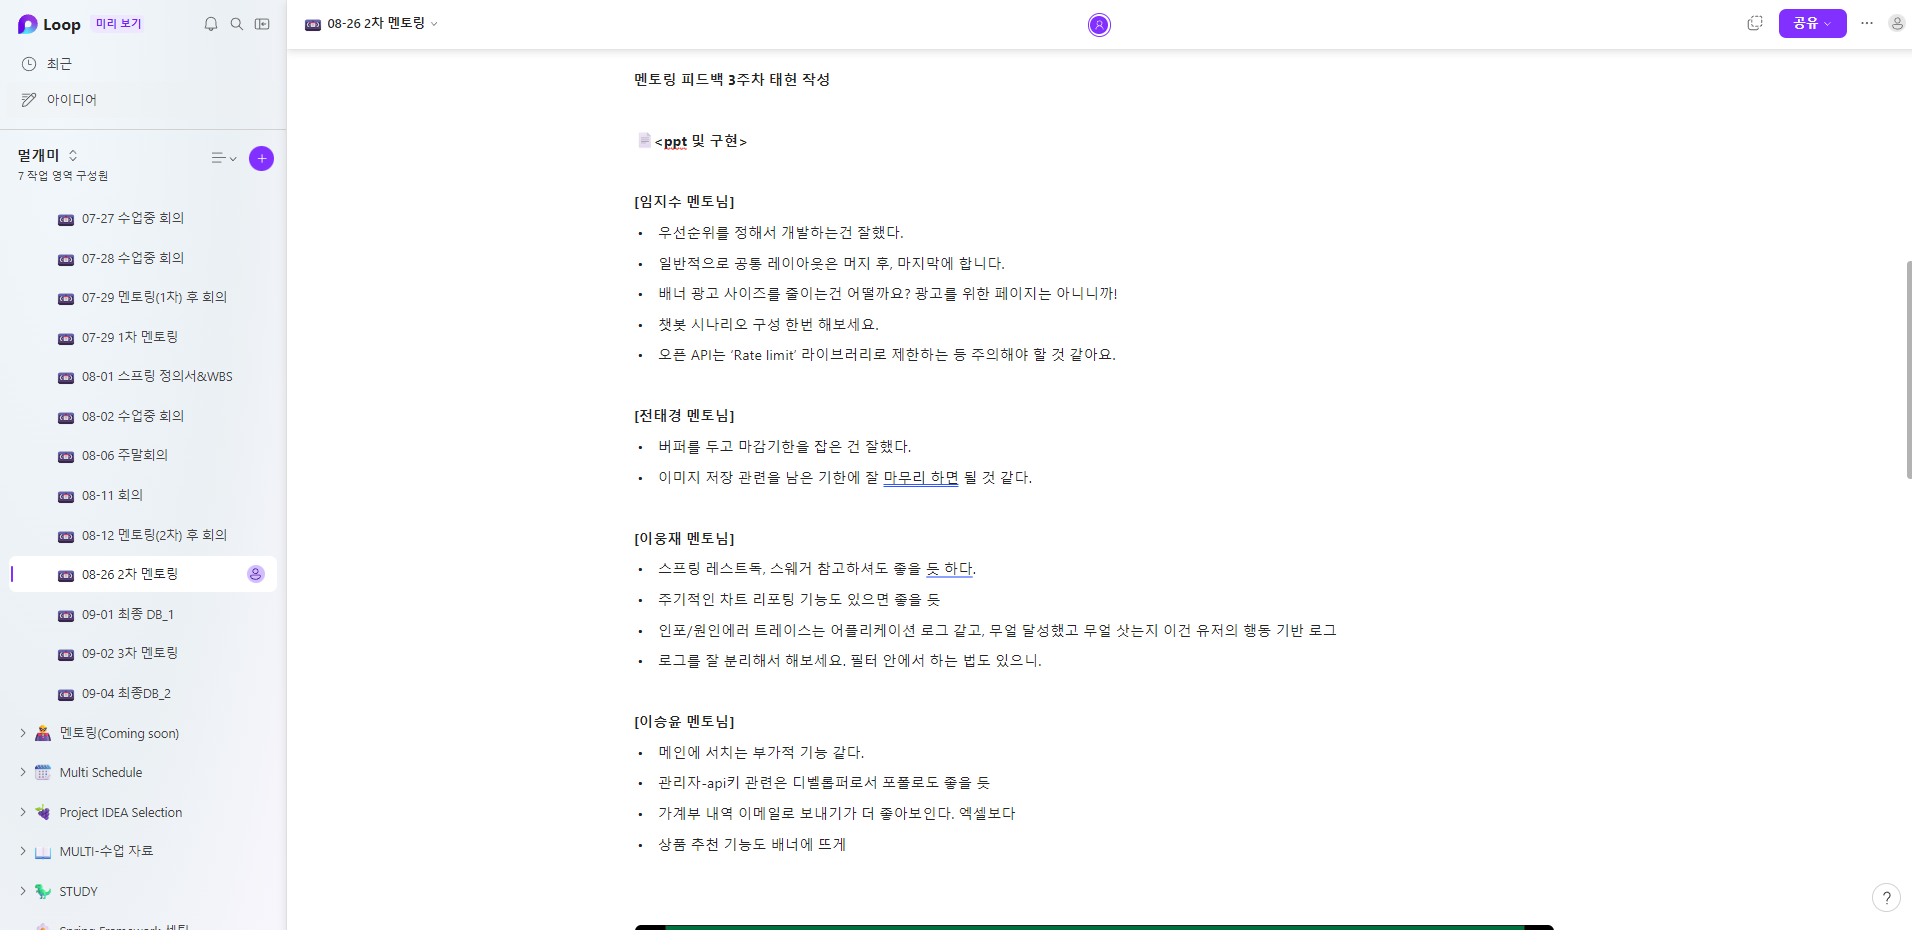 Loop 미리 보기
최근
아이디어
멀개미
7 작업 영역 구성원
07-27 수업중 회의
07-28 수업중 회의
07-29 멘토링(1차) 후 회의
07-29 1차 멘토링
08-01 스프링 정의서&WBS
08-02 수업중 회의
08-06 주말회의
08-11 회의
08-12 멘토링(2차) 후 회의
08-26 2차 멘토링
09-01 최종 DB_1
09-02 3차 멘토링
09-04 최종DB_2
멘토링(Coming soon)
Multi Schedule
Project IDEA Selection
MULTI-수업 자료
STUDY
Spring Framework 세팅
08-26 2차 멘토링
공유
멘토링 피드백 3주차 태헌 작성
<ppt 및 구현>
[임지수 멘토님]
• 우선순위를 정해서 개발하는건 잘했다.
• 일반적으로 공통 레이아웃은 머지 후, 마지막에 합니다.
• 배너 광고 사이즈를 줄이는건 어떨까요? 광고를 위한 페이지는 아니니까!
• 챗봇 시나리오 구성 한번 해보세요.
• 오픈 API는 ‘Rate limit’ 라이브러리로 제한하는 등 주의해야 할 것 같아요.
[전태경 멘토님]
• 버퍼를 두고 마감기한을 잡은 건 잘했다.
• 이미지 저장 관련을 남은 기한에 잘 마무리 하면 될 것 같다.
[이웅재 멘토님]
• 스프링 레스트독, 스웨거 참고하셔도 좋을 듯 하다.
• 주기적인 차트 리포팅 기능도 있으면 좋을 듯
• 인포/원인에러 트레이스는 어플리케이션 로그 같고, 무얼 달성했고 무얼 샀는지 이건 유저의 행동 기반 로그
• 로그를 잘 분리해서 해보세요. 필터 안에서 하는 법도 있으니.
[이승윤 멘토님]
• 메인에 서치는 부가적 기능 같다.
• 관리자-api키 관련은 디벨롭퍼로서 포폴로도 좋을 듯
• 가계부 내역 이메일로 보내기가 더 좋아보인다. 엑셀보다
• 상품 추천 기능도 배너에 뜨게
?